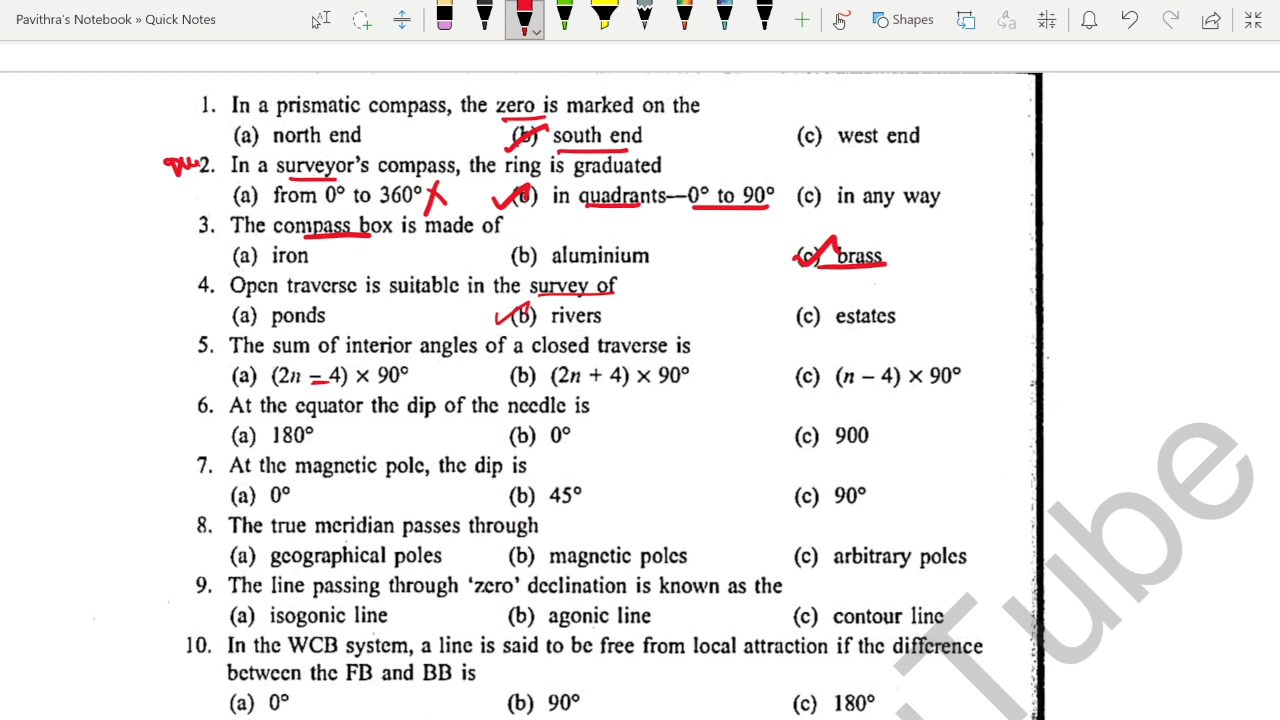 Pavithra's Notebook » Quick Notes
Shapes
1. In a prismatic compass, the zero is marked on the
(a) north end (b) south end (c) west end
2. In a surveyor's compass, the ring is graduated
(a) from 0° to 360° (b) in quadrants—0° to 90° (c) in any way
3. The compass box is made of
(a) iron (b) aluminium (c) brass
4. Open traverse is suitable in the survey of
(a) ponds (b) rivers (c) estates
5. The sum of interior angles of a closed traverse is
(a) (2n – 4) × 90° (b) (2n + 4) × 90° (c) (n – 4) × 90°
6. At the equator the dip of the needle is
(a) 180° (b) 0° (c) 900
7. At the magnetic pole, the dip is
(a) 0° (b) 45° (c) 90°
8. The true meridian passes through
(a) geographical poles (b) magnetic poles (c) arbitrary poles
9. The line passing through 'zero' declination is known as the
(a) isogonic line (b) agonic line (c) contour line
10. In the WCB system, a line is said to be free from local attraction if the difference
between the FB and BB is
(a) 0° (b) 90° (c) 180°
Tube